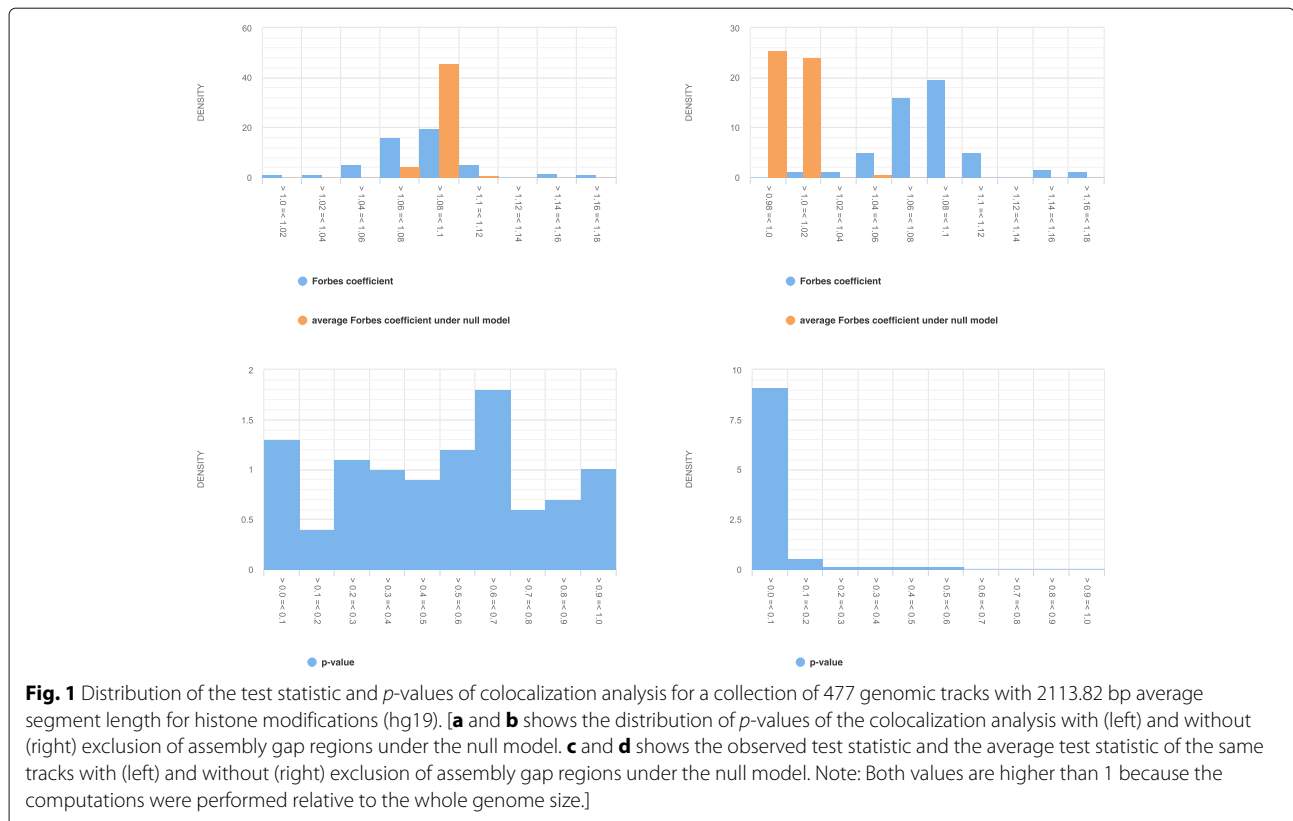 60
40
20
0
DENSITY
> 1.0 =< 1.02
> 1.02 =< 1.04
> 1.04 =< 1.06
> 1.06 =< 1.08
> 1.08 =< 1.1
> 1.1 =< 1.12
> 1.12 =< 1.14
> 1.14 =< 1.16
> 1.16 =< 1.18
Forbes coefficient
average Forbes coefficient under null model
30
20
10
0
DENSITY
> 0.98 =< 1.0
> 1.0 =< 1.02
> 1.02 =< 1.04
> 1.04 =< 1.06
> 1.06 =< 1.08
> 1.08 =< 1.1
> 1.1 =< 1.12
> 1.12 =< 1.14
> 1.14 =< 1.16
> 1.16 =< 1.18
Forbes coefficient
average Forbes coefficient under null model
2
1.5
1
0.5
0
DENSITY
> 0.0 =< 0.1
> 0.1 =< 0.2
> 0.2 =< 0.3
> 0.3 =< 0.4
> 0.4 =< 0.5
> 0.5 =< 0.6
> 0.6 =< 0.7
> 0.7 =< 0.8
> 0.8 =< 0.9
> 0.9 =< 1.0
p-value
10
7.5
5
2.5
0
DENSITY
> 0.0 =< 0.1
> 0.1 =< 0.2
> 0.2 =< 0.3
> 0.3 =< 0.4
> 0.4 =< 0.5
> 0.5 =< 0.6
> 0.6 =< 0.7
> 0.7 =< 0.8
> 0.8 =< 0.9
> 0.9 =< 1.0
p-value
Fig. 1 Distribution of the test statistic and p-values of colocalization analysis for a collection of 477 genomic tracks with 2113.82 bp average
segment length for histone modifications (hg19). [a and b shows the distribution of p-values of the colocalization analysis with (left) and without
(right) exclusion of assembly gap regions under the null model. c and d shows the observed test statistic and the average test statistic of the same
tracks with (left) and without (right) exclusion of assembly gap regions under the null model. Note: Both values are higher than 1 because the
computations were performed relative to the whole genome size.]